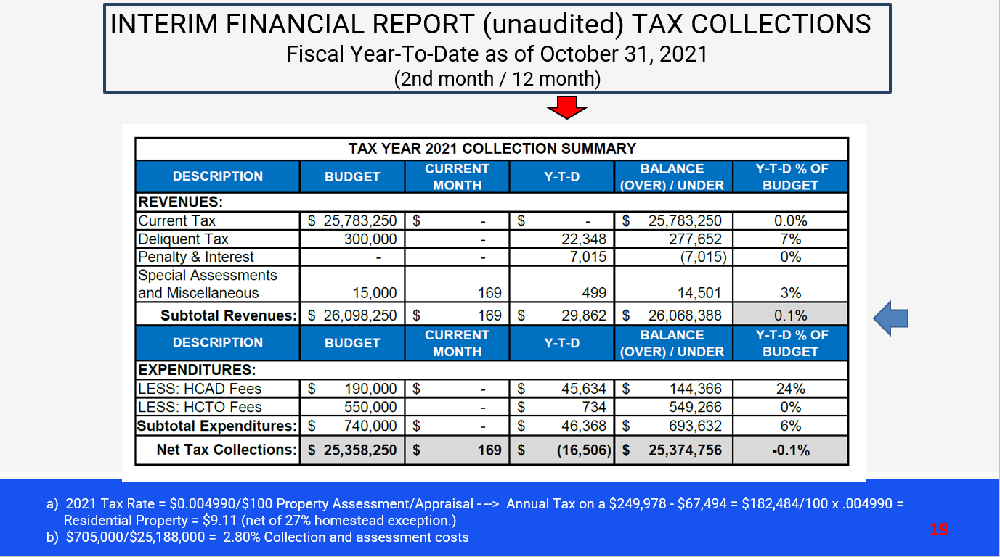 INTERIM FINANCIAL REPORT (unaudited) TAX COLLECTIONS
Fiscal Year-To-Date as of October 31, 2021
(2nd month / 12 month)
TAX YEAR 2021 COLLECTION SUMMARY
DESCRIPTION BUDGET CURRENT MONTH Y-T-D BALANCE (OVER) / UNDER Y-T-D % OF BUDGET
REVENUES:
Current Tax $ 25,783,250 $ - $ - $ 25,783,250 0.0%
Deliquent Tax 300,000 - 22,348 277,652 7%
Penalty & Interest - - 7,015 (7,015) 0%
Special Assessments
and Miscellaneous 15,000 169 499 14,501 3%
Subtotal Revenues: $ 26,098,250 $ 169 $ 29,862 $ 26,068,388 0.1%
DESCRIPTION BUDGET CURRENT MONTH Y-T-D BALANCE (OVER) / UNDER Y-T-D % OF BUDGET
EXPENDITURES:
LESS: HCAD Fees $ 190,000 $ - $ 45,634 $ 144,366 24%
LESS: HCTO Fees 550,000 - $ 734 549,266 0%
Subtotal Expenditures: $ 740,000 $ - $ 46,368 $ 693,632 6%
Net Tax Collections: $ 25,358,250 $ 169 $ (16,506) $ 25,374,756 -0.1%
a) 2021 Tax Rate = $0.004990/$100 Property Assessment/Appraisal - --> Annual Tax on a $249,978 - $67,494 = $182,484/100 x .004990 =
Residential Property = $9.11 (net of 27% homestead exception.)
b) $705,000/$25,188,000 = 2.80% Collection and assessment costs
19